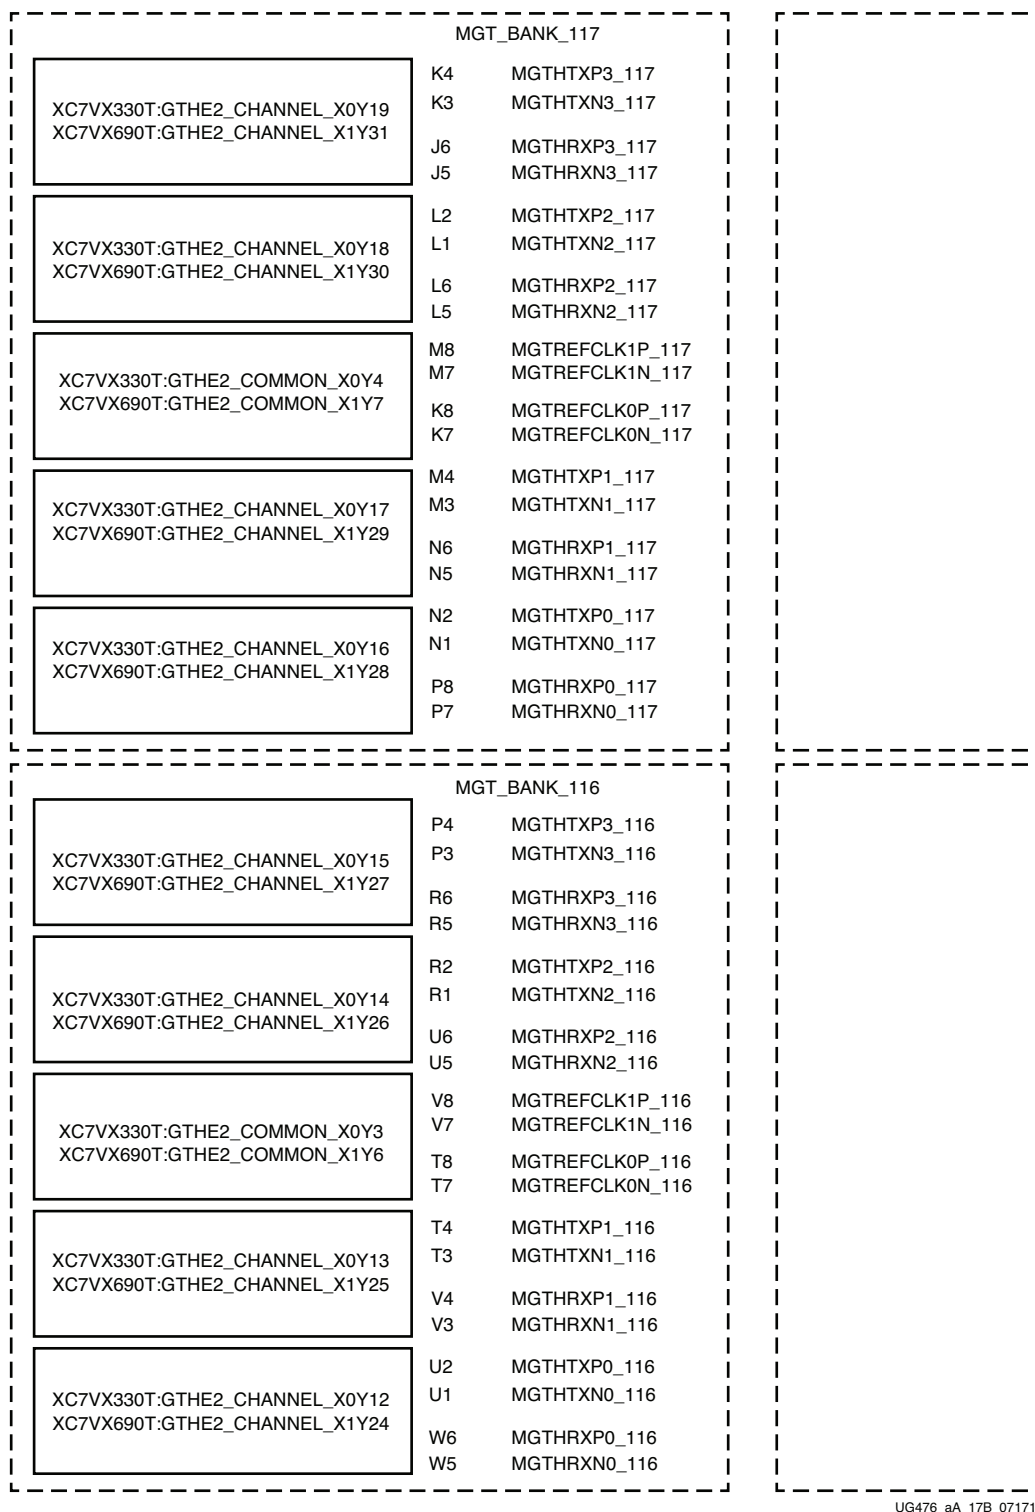 MGT_BANK_117
K4 MGTHTXP3_117
XC7VX330T:GTHE2_CHANNEL_X0Y19
K3 MGTHTXN3_117
XC7VX690T:GTHE2_CHANNEL_X1Y31
J6 MGTHRXP3_117
J5 MGTHRXN3_117
L2 MGTHTXP2_117
XC7VX330T:GTHE2_CHANNEL_X0Y18
L1 MGTHTXN2_117
XC7VX690T:GTHE2_CHANNEL_X1Y30
L6 MGTHRXP2_117
L5 MGTHRXN2_117
M8 MGTREFCLK1P_117
M7 MGTREFCLK1N_117
XC7VX330T:GTHE2_COMMON_X0Y4
XC7VX690T:GTHE2_COMMON_X1Y7
K8 MGTREFCLK0P_117
K7 MGTREFCLK0N_117
M4 MGTHTXP1_117
XC7VX330T:GTHE2_CHANNEL_X0Y17
M3 MGTHTXN1_117
XC7VX690T:GTHE2_CHANNEL_X1Y29
N6 MGTHRXP1_117
N5 MGTHRXN1_117
N2 MGTHTXP0_117
XC7VX330T:GTHE2_CHANNEL_X0Y16
N1 MGTHTXN0_117
XC7VX690T:GTHE2_CHANNEL_X1Y28
P8 MGTHRXP0_117
P7 MGTHRXN0_117
MGT_BANK_116
P4 MGTHTXP3_116
XC7VX330T:GTHE2_CHANNEL_X0Y15
P3 MGTHTXN3_116
XC7VX690T:GTHE2_CHANNEL_X1Y27
R6 MGTHRXP3_116
R5 MGTHRXN3_116
R2 MGTHTXP2_116
XC7VX330T:GTHE2_CHANNEL_X0Y14
R1 MGTHTXN2_116
XC7VX690T:GTHE2_CHANNEL_X1Y26
U6 MGTHRXP2_116
U5 MGTHRXN2_116
V8 MGTREFCLK1P_116
V7 MGTREFCLK1N_116
XC7VX330T:GTHE2_COMMON_X0Y3
XC7VX690T:GTHE2_COMMON_X1Y6
T8 MGTREFCLK0P_116
T7 MGTREFCLK0N_116
T4 MGTHTXP1_116
XC7VX330T:GTHE2_CHANNEL_X0Y13
T3 MGTHTXN1_116
XC7VX690T:GTHE2_CHANNEL_X1Y25
V4 MGTHRXP1_116
V3 MGTHRXN1_116
U2 MGTHTXP0_116
XC7VX330T:GTHE2_CHANNEL_X0Y12
U1 MGTHTXN0_116
XC7VX690T:GTHE2_CHANNEL_X1Y24
W6 MGTHRXP0_116
W5 MGTHRXN0_116
UG476_aA_17B_07171